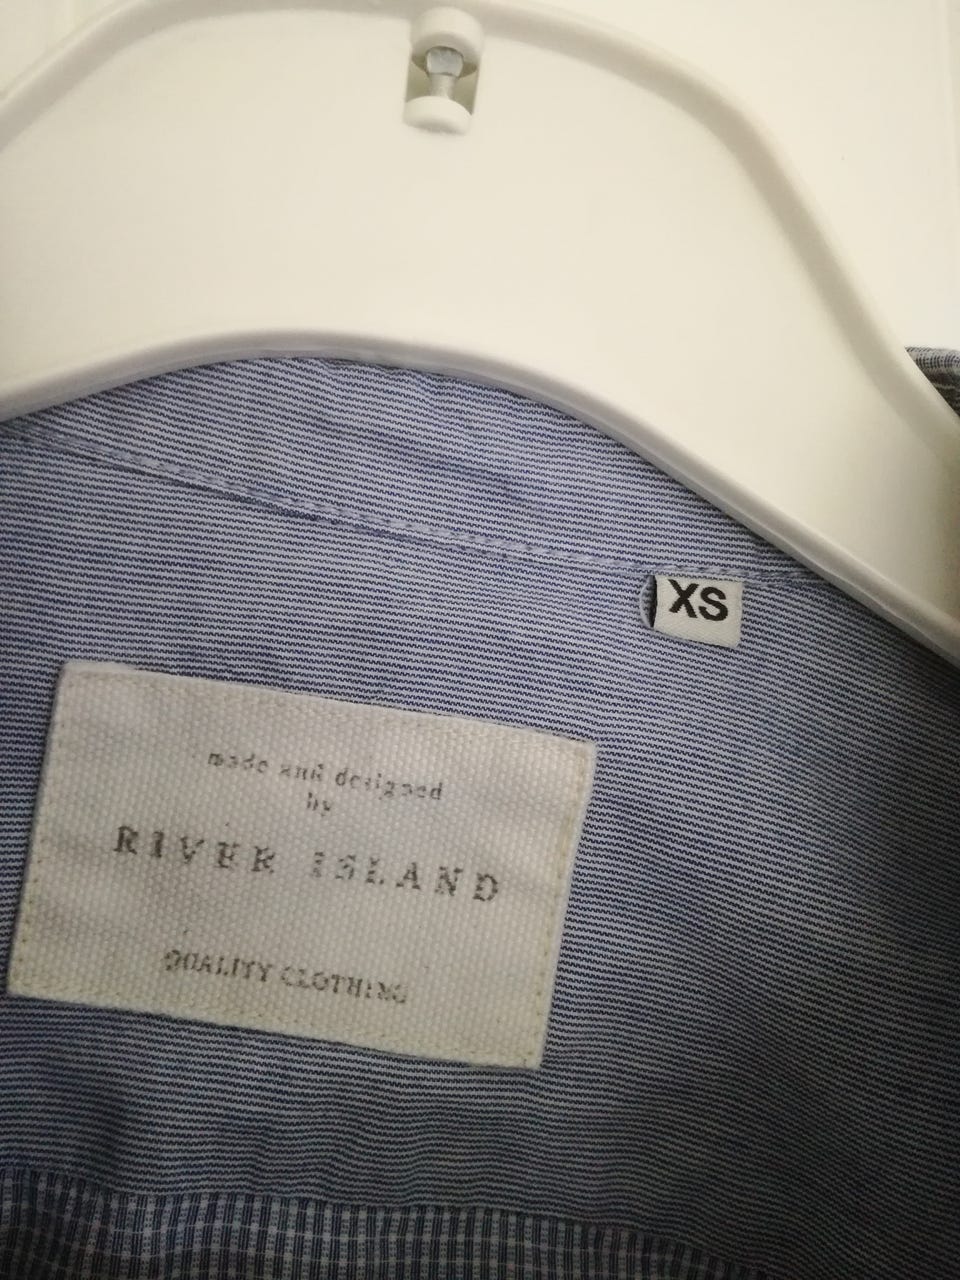 XS
made and designed
by
RIVER ISLAND
QUALITY CLOTHING